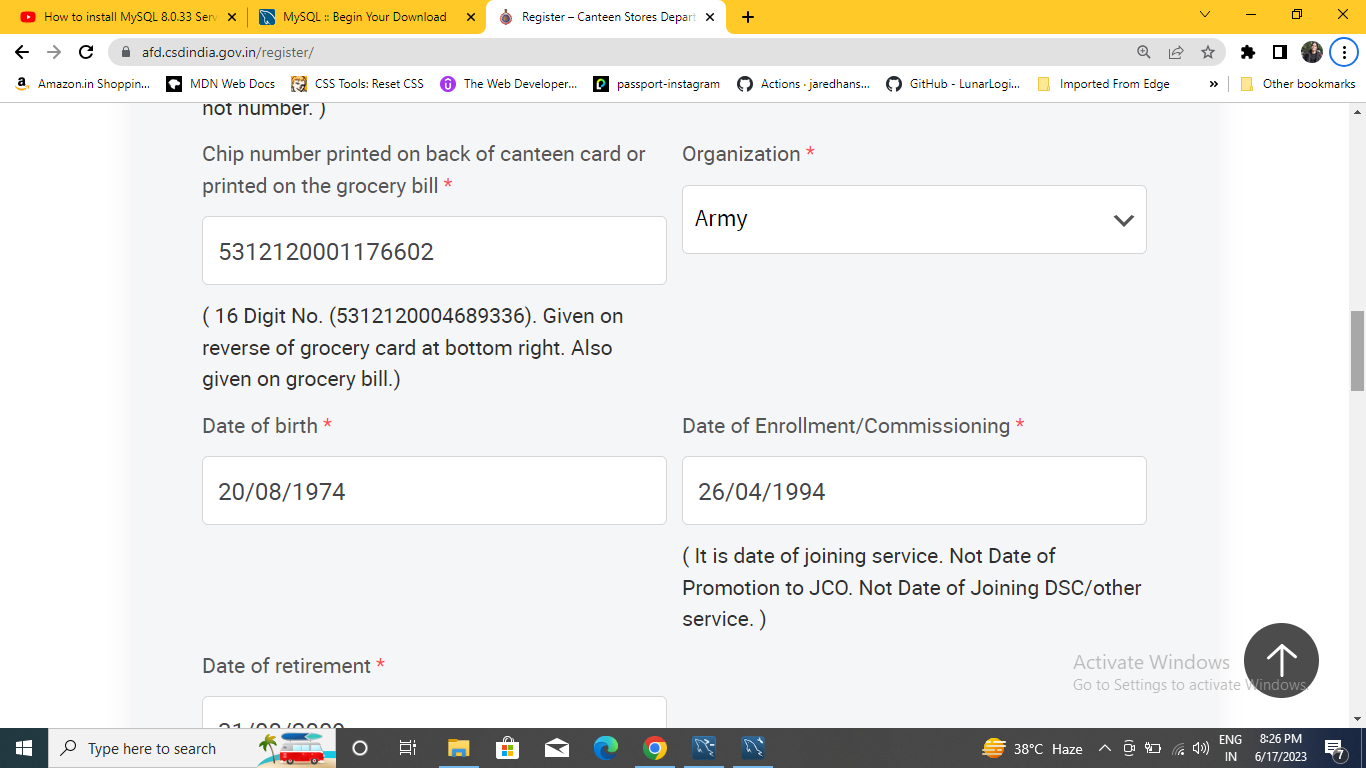 How to install MySQL 8.0.33 Serv
MySQL :: Begin Your Download
Register – Canteen Stores Depart
afd.csdindia.gov.in/register/
Amazon.in Shoppin...
MDN Web Docs
CSS Tools: Reset CSS
The Web Developer...
passport-instagram
Actions · jaredhans...
GitHub - LunarLogi...
Imported From Edge
»
Other bookmarks
not number. )
Chip number printed on back of canteen card or
printed on the grocery bill *
Organization *
5312120001176602
Army
( 16 Digit No. (5312120004689336). Given on
reverse of grocery card at bottom right. Also
given on grocery bill.)
Date of birth *
Date of Enrollment/Commissioning *
20/08/1974
26/04/1994
( It is date of joining service. Not Date of
Promotion to JCO. Not Date of Joining DSC/other
service. )
Date of retirement *
Activate Windows
Go to Settings to activate Windows.
Type here to search
38°C Haze
ENG
IN
8:26 PM
6/17/2023
7